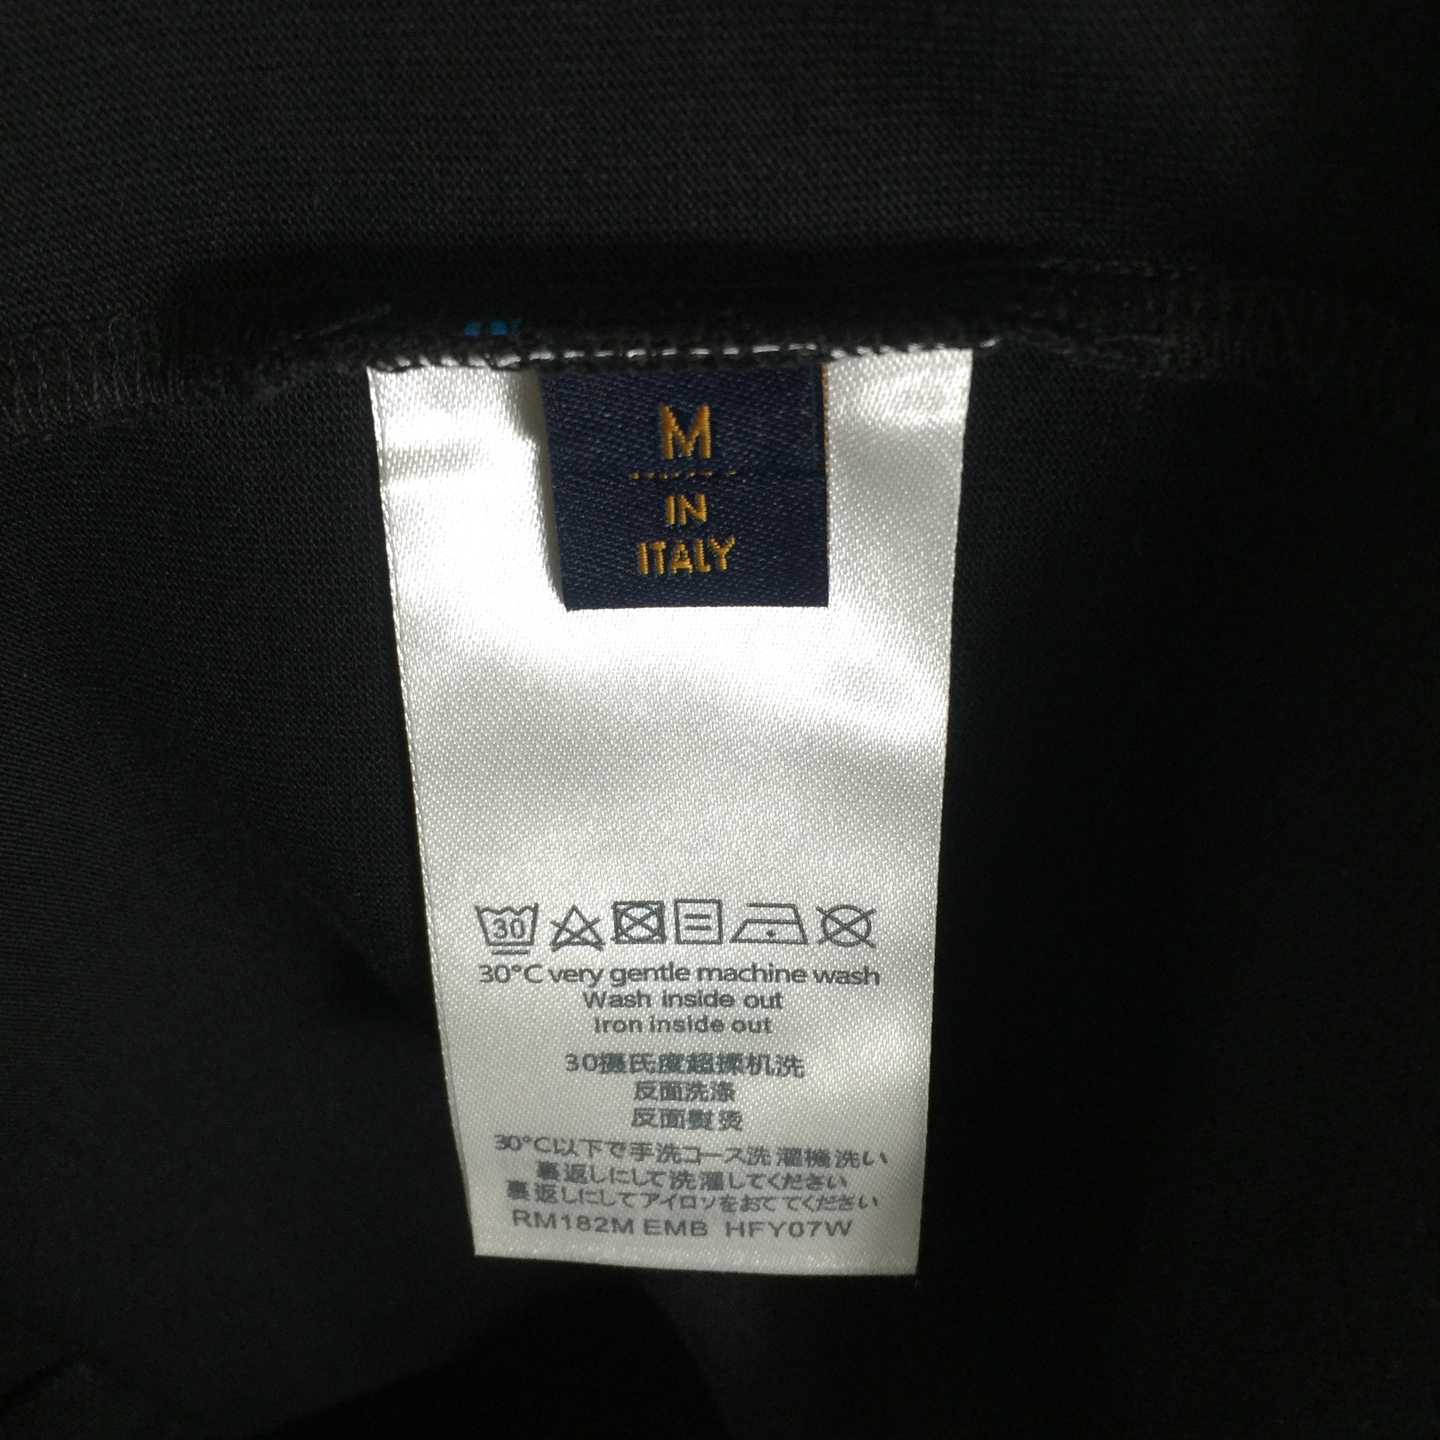 M
IN
ITALY
30
30°C very gentle machine wash
Wash inside out
Iron inside out
30摄氏度超揉机洗
反面洗涤
反面熨烫
30°C以下で手洗コース洗濯機洗い
裏返しにして洗濯してください
裏返しにしてアイロソをおててください
RM182M EMB HFY07W